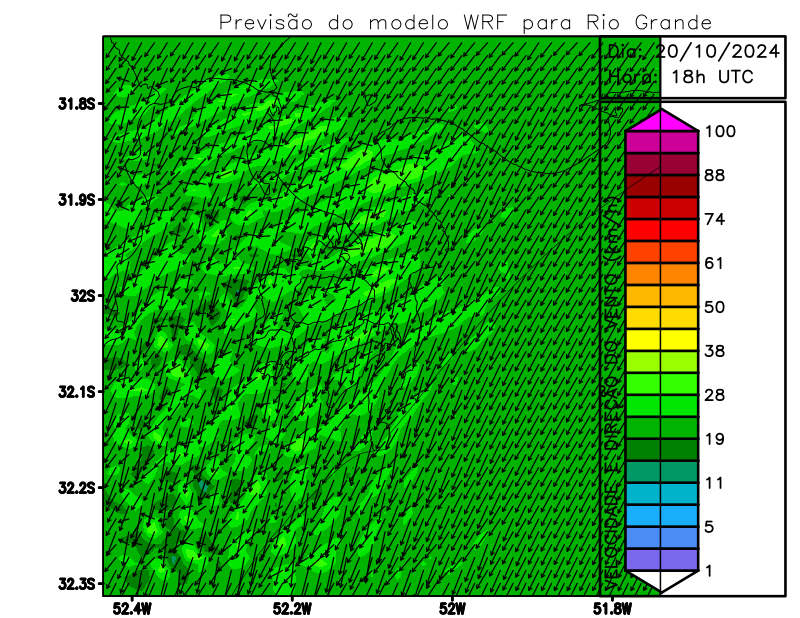 Previsão do modelo WRF para Rio Grande
Dia: 20/10/2024
Hora: 18h UTC
31.8S
31.9S
32S
32.1S
32.2S
32.3S
52.4W
52.2W
52W
51.8W
VELOCIDADE E DIREÇÃO DO VENTO (km/h)
100
88
74
61
50
38
28
19
11
5
1